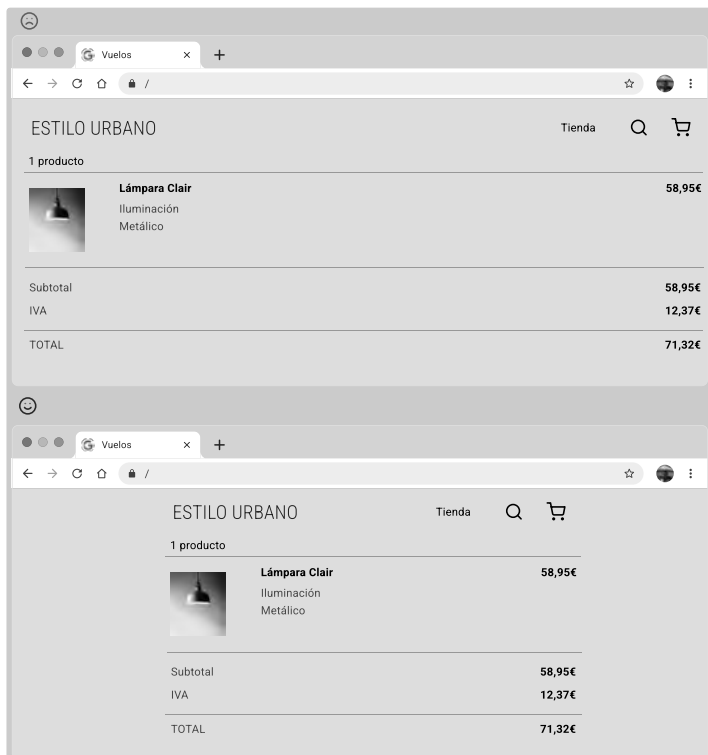 Vuelos
/
ESTILO URBANO
Tienda
1 producto
Lámpara Clair 58,95€
Iluminación
Metálico
Subtotal 58,95€
IVA 12,37€
TOTAL 71,32€
Vuelos
/
ESTILO URBANO
Tienda
1 producto
Lámpara Clair 58,95€
Iluminación
Metálico
Subtotal 58,95€
IVA 12,37€
TOTAL 71,32€